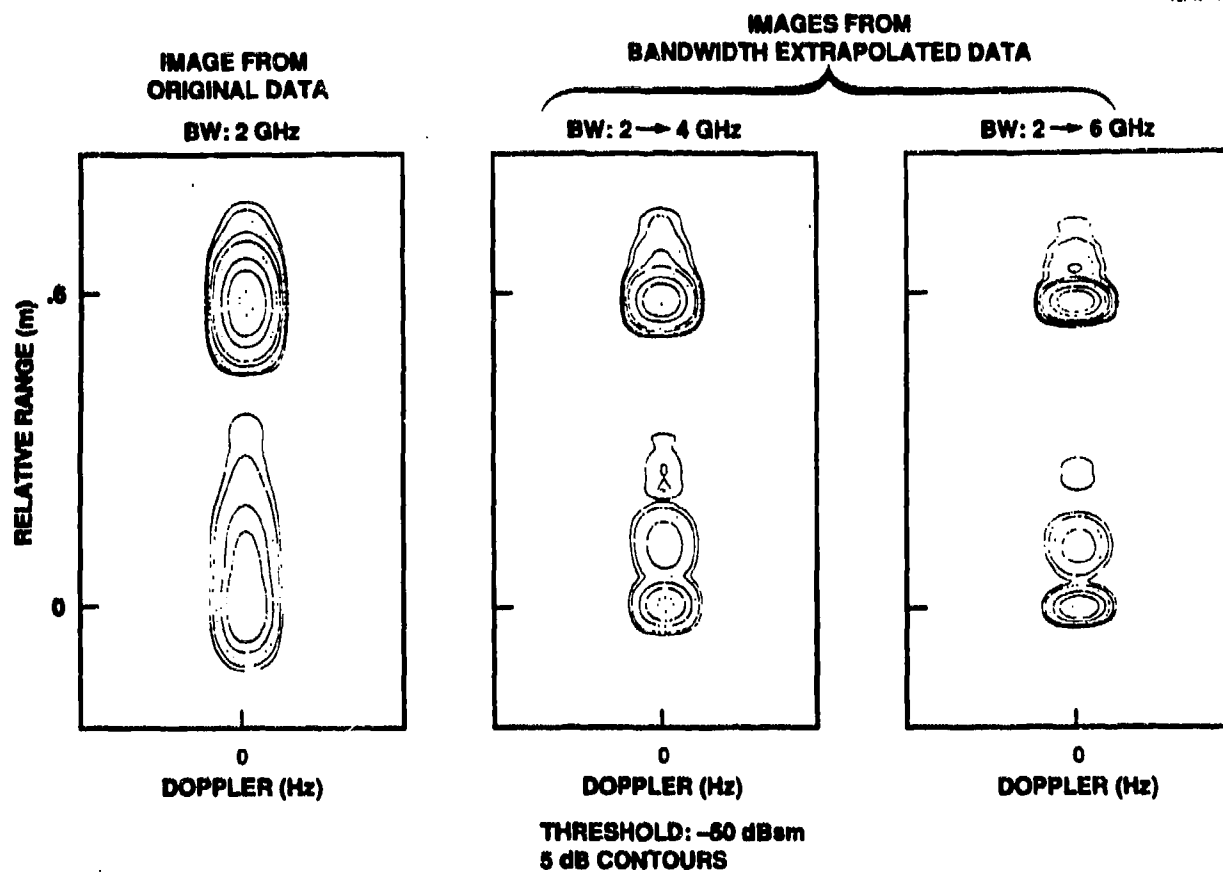 IMAGE FROM
ORIGINAL DATA
BW: 2 GHz
IMAGES FROM
BANDWIDTH EXTRAPOLATED DATA
BW: 2 → 4 GHz
BW: 2 → 6 GHz
RELATIVE RANGE (m)
.6
0
0
0
0
DOPPLER (Hz)
DOPPLER (Hz)
DOPPLER (Hz)
THRESHOLD: –50 dBsm
5 dB CONTOURS